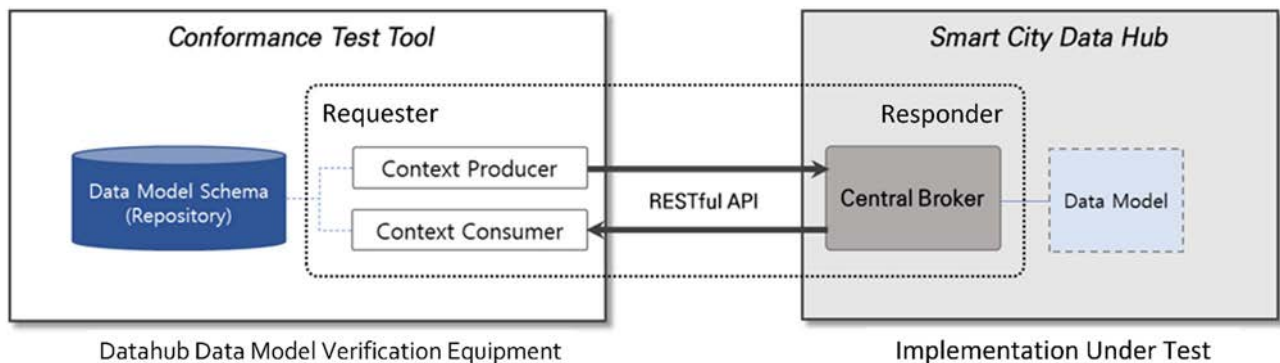 Conformance Test Tool
Smart City Data Hub
Requester
Responder
Data Model Schema
(Repository)
Context Producer
Context Consumer
RESTful API
Central Broker
Data Model
Datahub Data Model Verification Equipment
Implementation Under Test